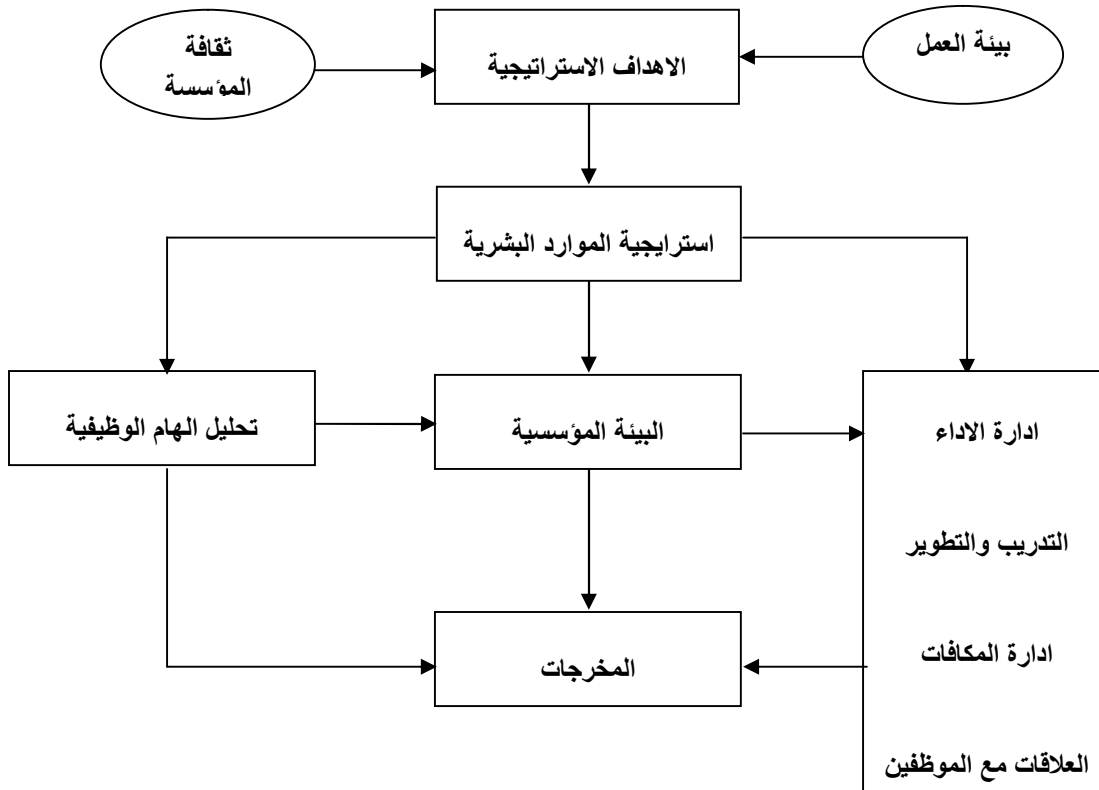 ثقافة
المؤسسة
الاهداف الاستراتيجية
بيئة العمل
استرايجية الموارد البشرية
تحليل الهام الوظيفية
البيئة المؤسسية
ادارة الاداء
التدريب والتطوير
المخرجات
ادارة المكافات
العلاقات مع الموظفين